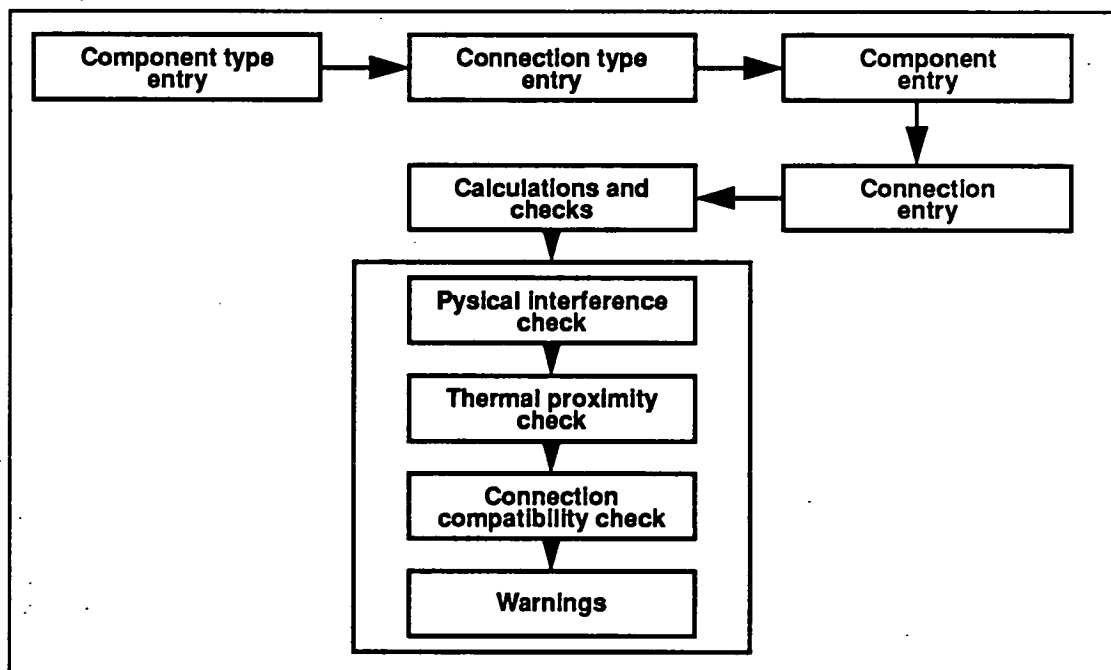 Component type
entry
Connection type
entry
Component
entry
Connection
entry
Calculations and
checks
Pysical interference
check
Thermal proximity
check
Connection
compatibility check
Warnings